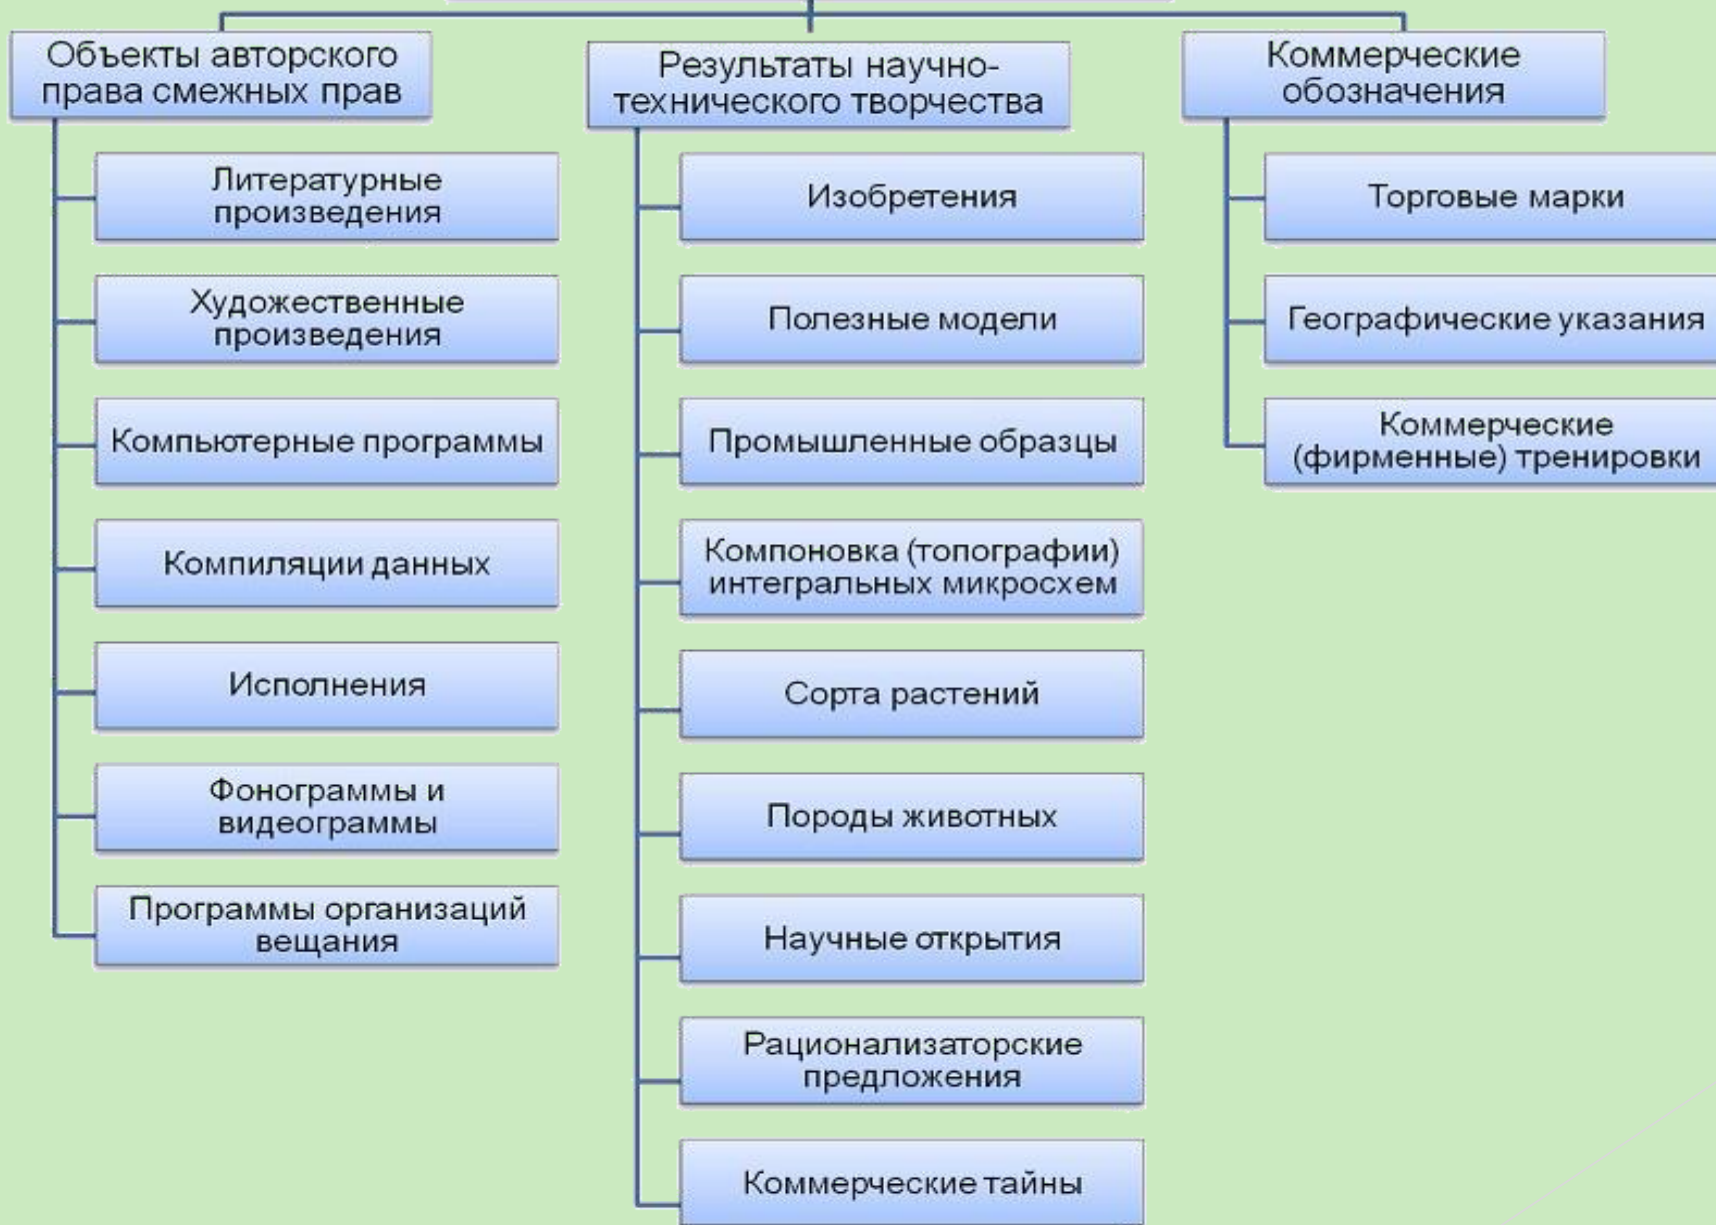 Объекты авторского
права смежных прав
Литературные
произведения
Художественные
произведения
Компьютерные программы
Компиляции данных
Исполнения
Фонограммы и
видеограммы
Программы организаций
вещания
Результаты научно-
технического творчества
Изобретения
Полезные модели
Промышленные образцы
Компоновка (топографии)
интегральных микросхем
Сорта растений
Породы животных
Научные открытия
Рационализаторские
предложения
Коммерческие тайны
Коммерческие
обозначения
Торговые марки
Географические указания
Коммерческие
(фирменные) тренировки